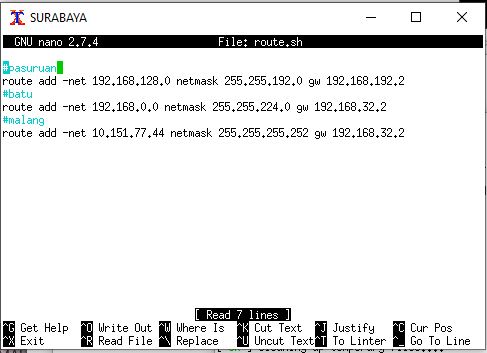 SURABAYA
GNU nano 2.7.4 File: route.sh
#pasuruan
route add -net 192.168.128.0 netmask 255.255.192.0 gw 192.168.192.2
#batu
route add -net 192.168.0.0 netmask 255.255.224.0 gw 192.168.32.2
#malang
route add -net 10.151.77.44 netmask 255.255.255.252 gw 192.168.32.2
[ Read 7 lines ]
^G Get Help ^O Write Out ^W Where Is ^K Cut Text ^J Justify ^C Cur Pos
^X Exit ^R Read File ^\ Replace ^U Uncut Text ^T To Linter ^_ Go To Line